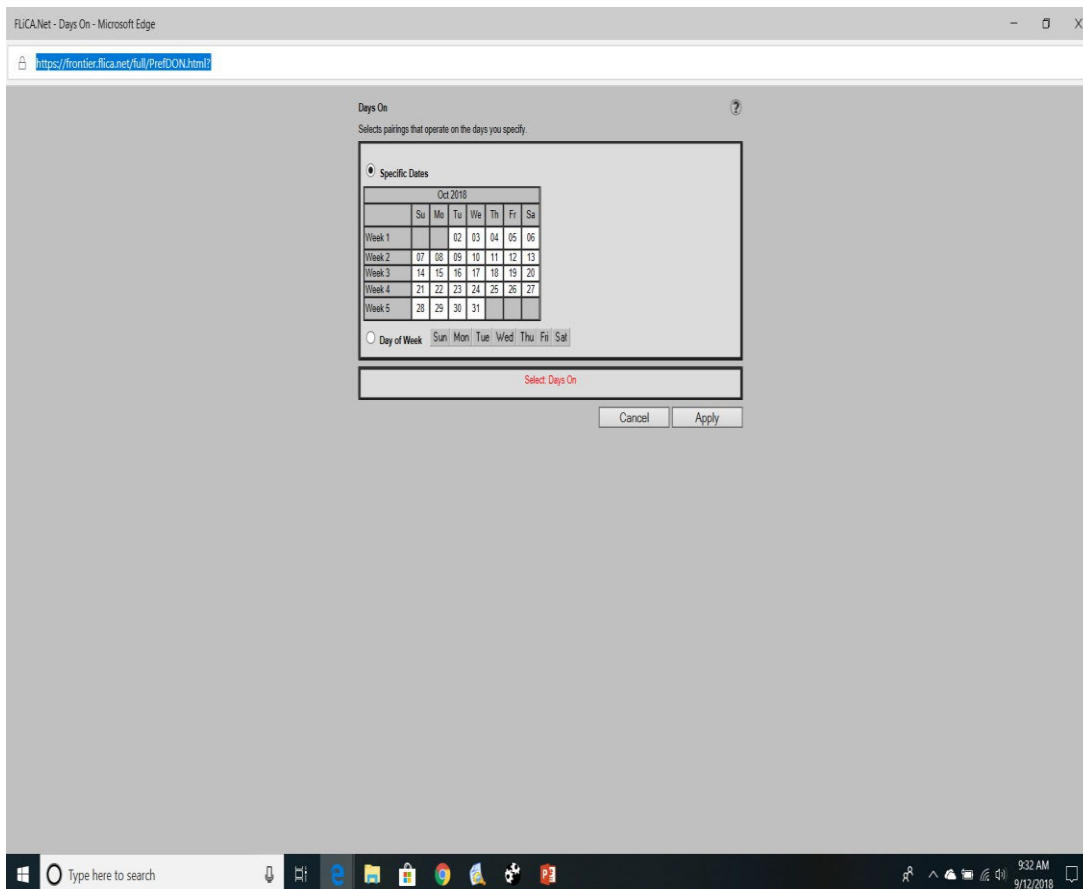 FLiCA.Net - Days On - Microsoft Edge
https://frontier.flica.net/full/PrefDON.html?
Days On
?
Selects pairings that operate on the days you specify.
Specific Dates
Oct 2018
Su Mo Tu We Th Fr Sa
Week 1 02 03 04 05 06
Week 2 07 08 09 10 11 12 13
Week 3 14 15 16 17 18 19 20
Week 4 21 22 23 24 25 26 27
Week 5 28 29 30 31
Day of Week Sun Mon Tue Wed Thu Fri Sat
Select: Days On
Cancel Apply
Type here to search
9:32 AM
9/12/2018